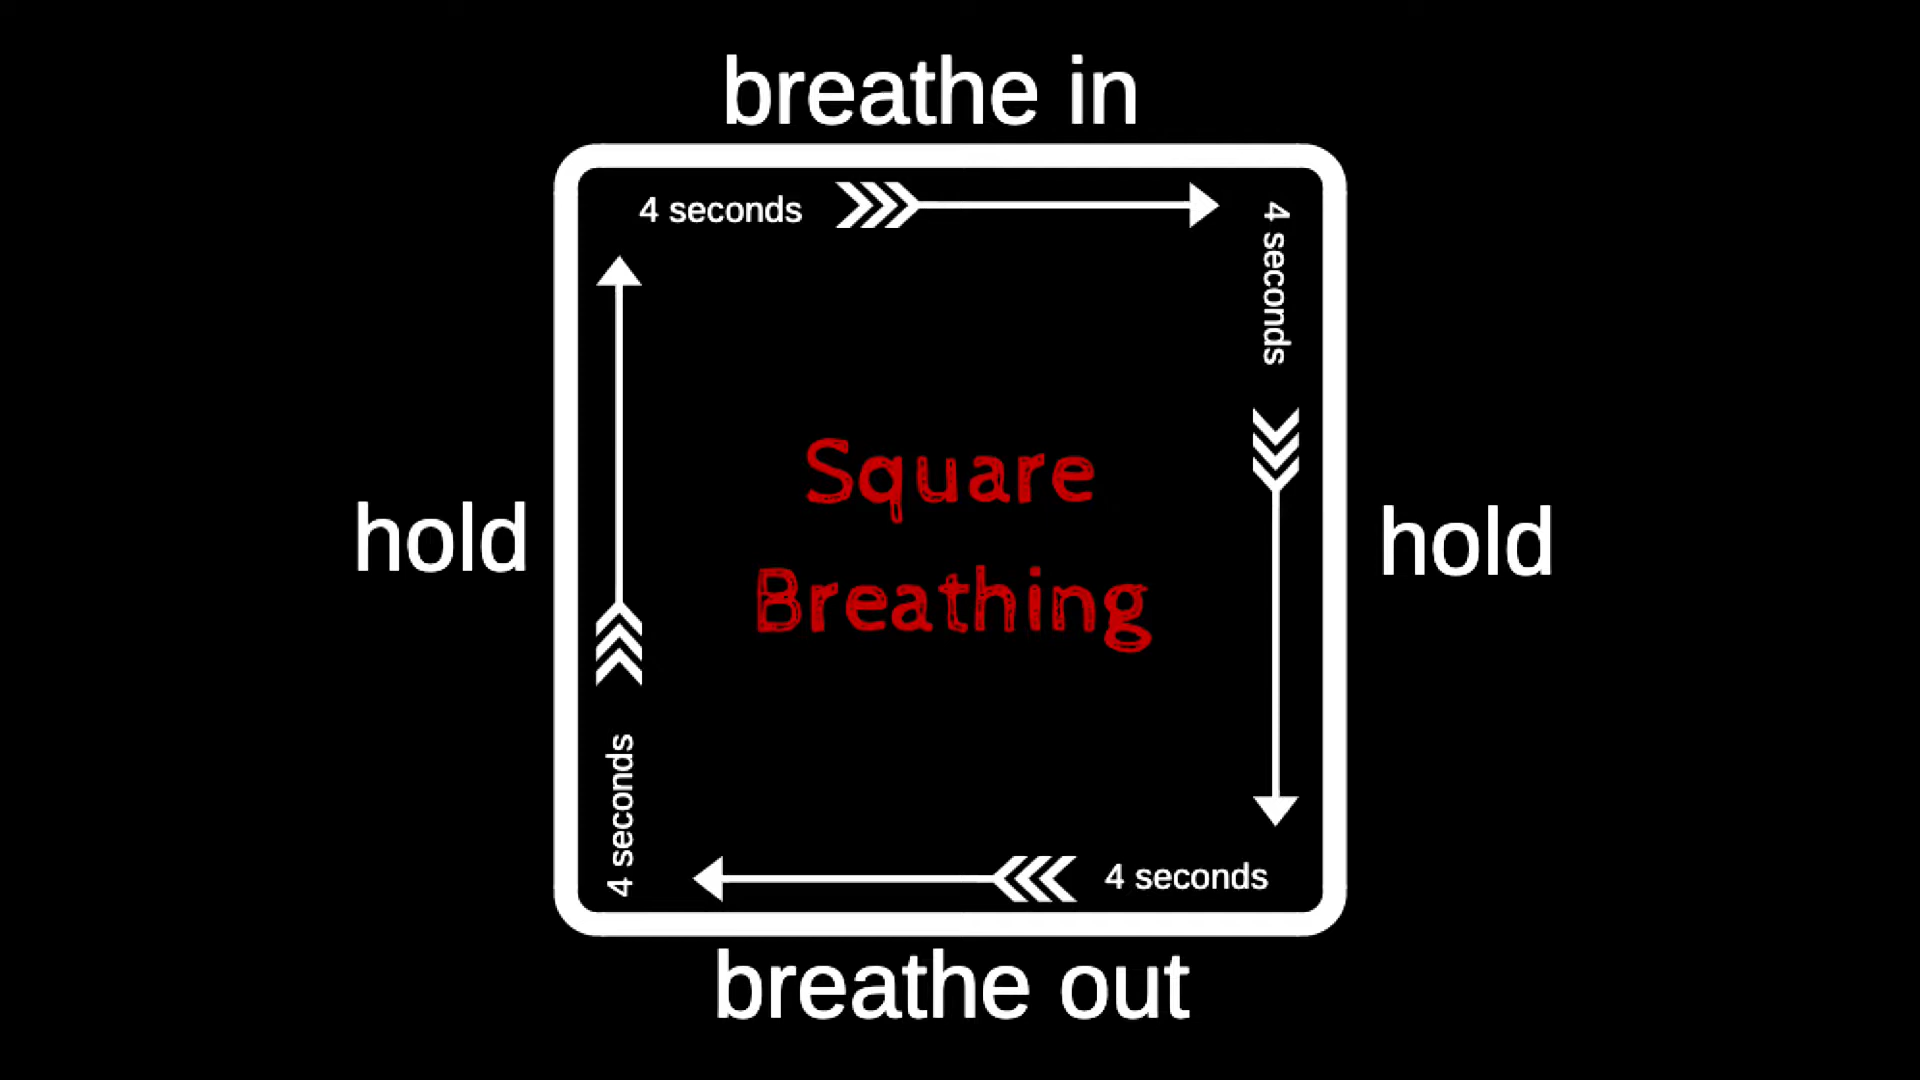 breathe in
4 seconds
4 seconds
hold
Square
Breathing
hold
4 seconds
4 seconds
breathe out